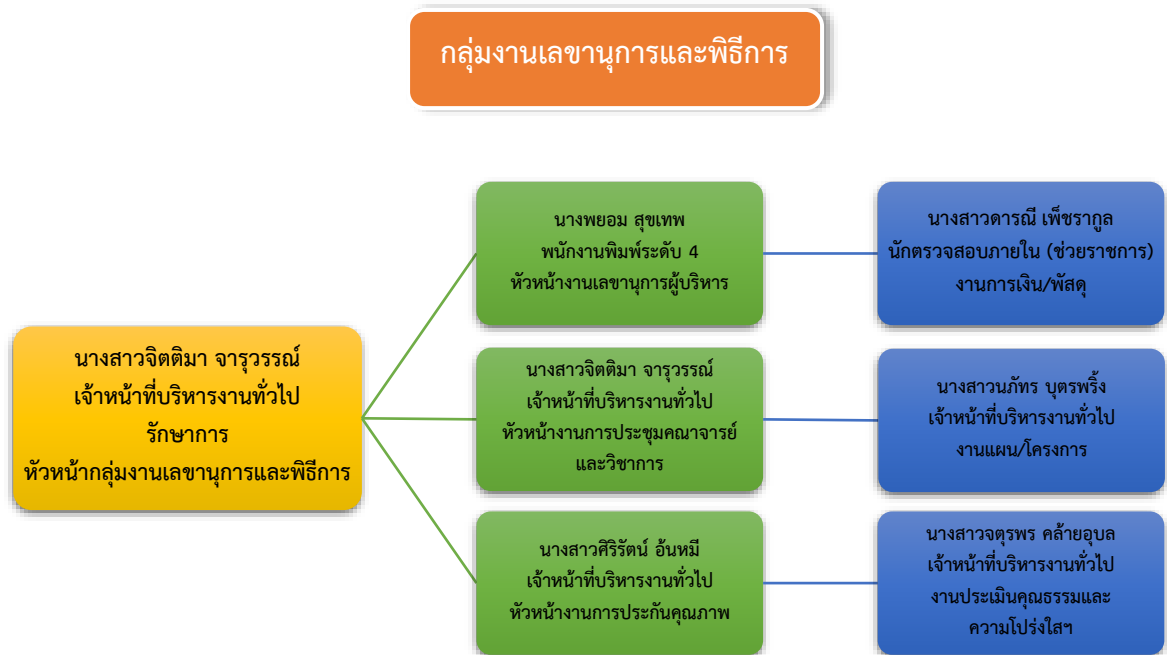 กลุ่มงานเลขานุการและพิธีการ
นางสาวจิตติมา จารุวรรณ์
เจ้าหน้าที่บริหารงานทั่วไป
รักษาการ
หัวหน้ากลุ่มงานเลขานุการและพิธีการ
นางพยอม สุขเทพ
พนักงานพิมพ์ระดับ 4
หัวหน้างานเลขานุการผู้บริหาร
นางสาวดารณี เพ็ชรากูล
นักตรวจสอบภายใน (ช่วยราชการ)
งานการเงิน/พัสดุ
นางสาวจิตติมา จารุวรรณ์
เจ้าหน้าที่บริหารงานทั่วไป
หัวหน้างานการประชุมคณาจารย์
และวิชาการ
นางสาวนภัทร บุตรพริ้ง
เจ้าหน้าที่บริหารงานทั่วไป
งานแผน/โครงการ
นางสาวศิริรัตน์ อ้นหมี
เจ้าหน้าที่บริหารงานทั่วไป
หัวหน้างานการประกันคุณภาพ
นางสาวจตุรพร คล้ายอุบล
เจ้าหน้าที่บริหารงานทั่วไป
งานประเมินคุณธรรมและ
ความโปร่งใสฯ